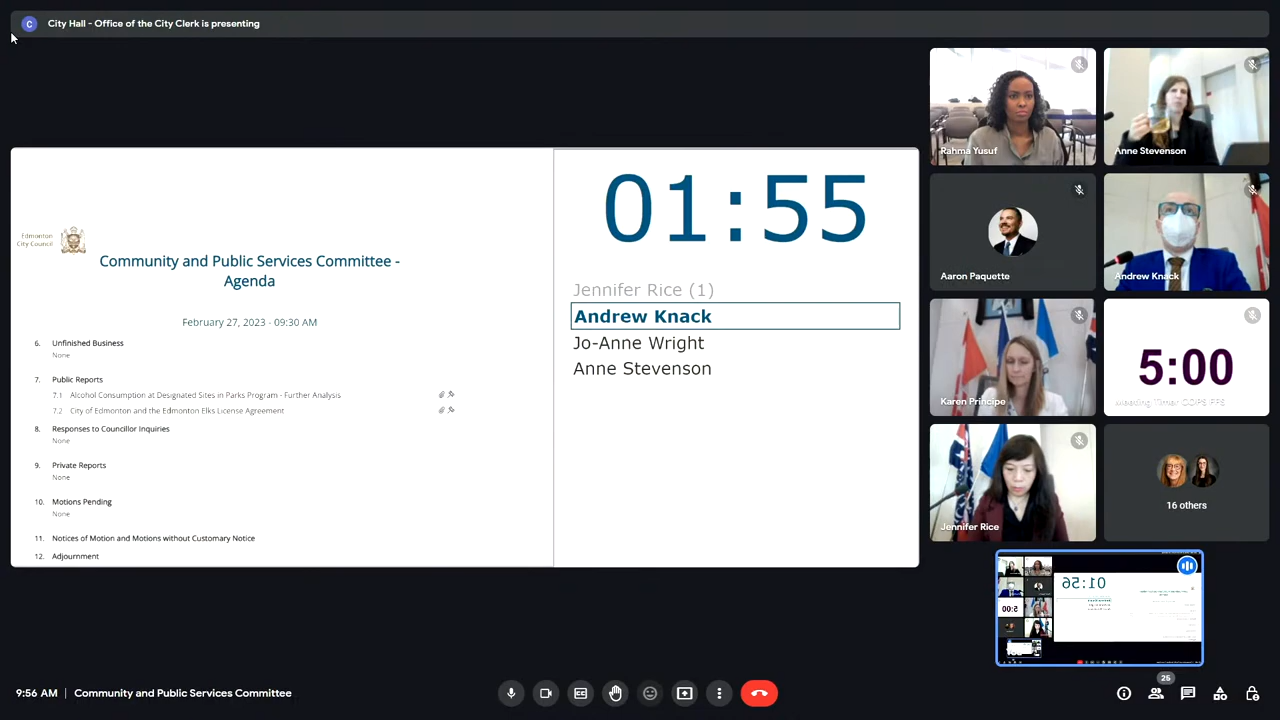 C City Hall - Office of the City Clerk is presenting
Edmonton
City Council
Community and Public Services Committee -
Agenda
February 27, 2023 - 09:30 AM
6. Unfinished Business
None
7. Public Reports
7.1 Alcohol Consumption at Designated Sites in Parks Program - Further Analysis
7.2 City of Edmonton and the Edmonton Elks License Agreement
8. Responses to Councillor Inquiries
None
9. Private Reports
None
10. Motions Pending
None
11. Notices of Motion and Motions without Customary Notice
12. Adjournment
01:55
Jennifer Rice (1)
Andrew Knack
Jo-Anne Wright
Anne Stevenson
Rahma Yusuf
Anne Stevenson
Aaron Paquette
Andrew Knack
Karen Principe
5:00
Jennifer Rice
16 others
01:56
5:00
9:56 AM | Community and Public Services Committee
25